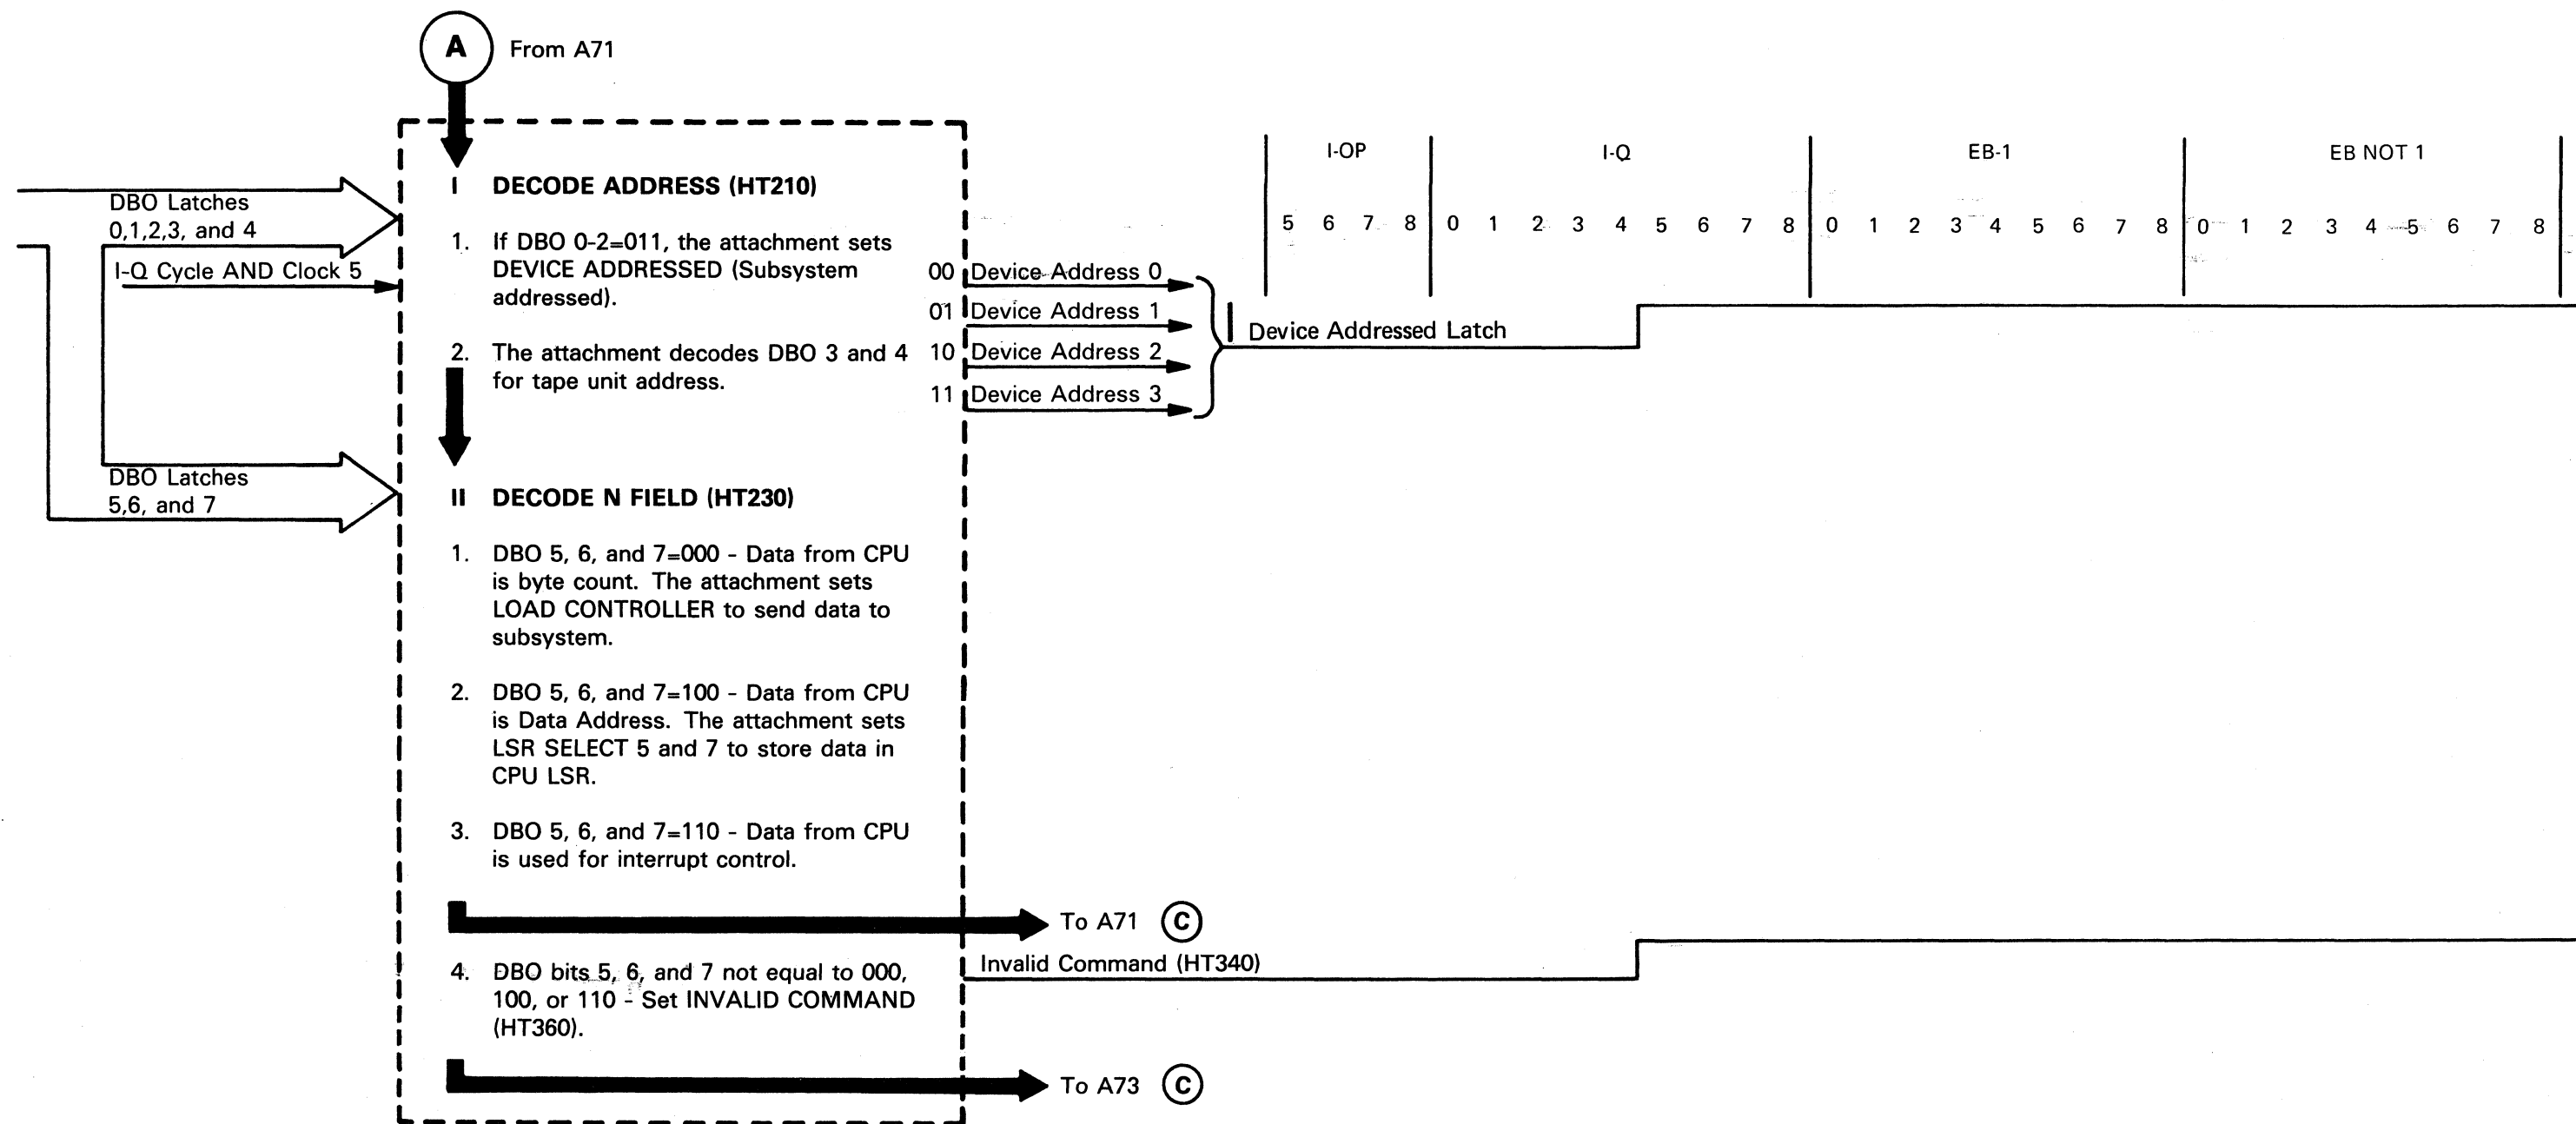 A From A71
I-OP I-Q EB-1 EB NOT 1
5 6 7 8 0 1 2 3 4 5 6 7 8 0 1 2 3 4 5 6 7 8 0 1 2 3 4 5 6 7 8
DBO Latches
0,1,2,3, and 4
I-Q Cycle AND Clock 5
DBO Latches
5,6, and 7
I DECODE ADDRESS (HT210)
1. If DBO 0-2=011, the attachment sets
DEVICE ADDRESSED (Subsystem
addressed).
2. The attachment decodes DBO 3 and 4
for tape unit address.
00 Device Address 0
01 Device Address 1
10 Device Address 2
11 Device Address 3
I Device Addressed Latch
II DECODE N FIELD (HT230)
1. DBO 5, 6, and 7=000 - Data from CPU
is byte count. The attachment sets
LOAD CONTROLLER to send data to
subsystem.
2. DBO 5, 6, and 7=100 - Data from CPU
is Data Address. The attachment sets
LSR SELECT 5 and 7 to store data in
CPU LSR.
3. DBO 5, 6, and 7=110 - Data from CPU
is used for interrupt control.
To A71 C
Invalid Command (HT340)
4. DBO bits 5, 6, and 7 not equal to 000,
100, or 110 - Set INVALID COMMAND
(HT360).
To A73 C